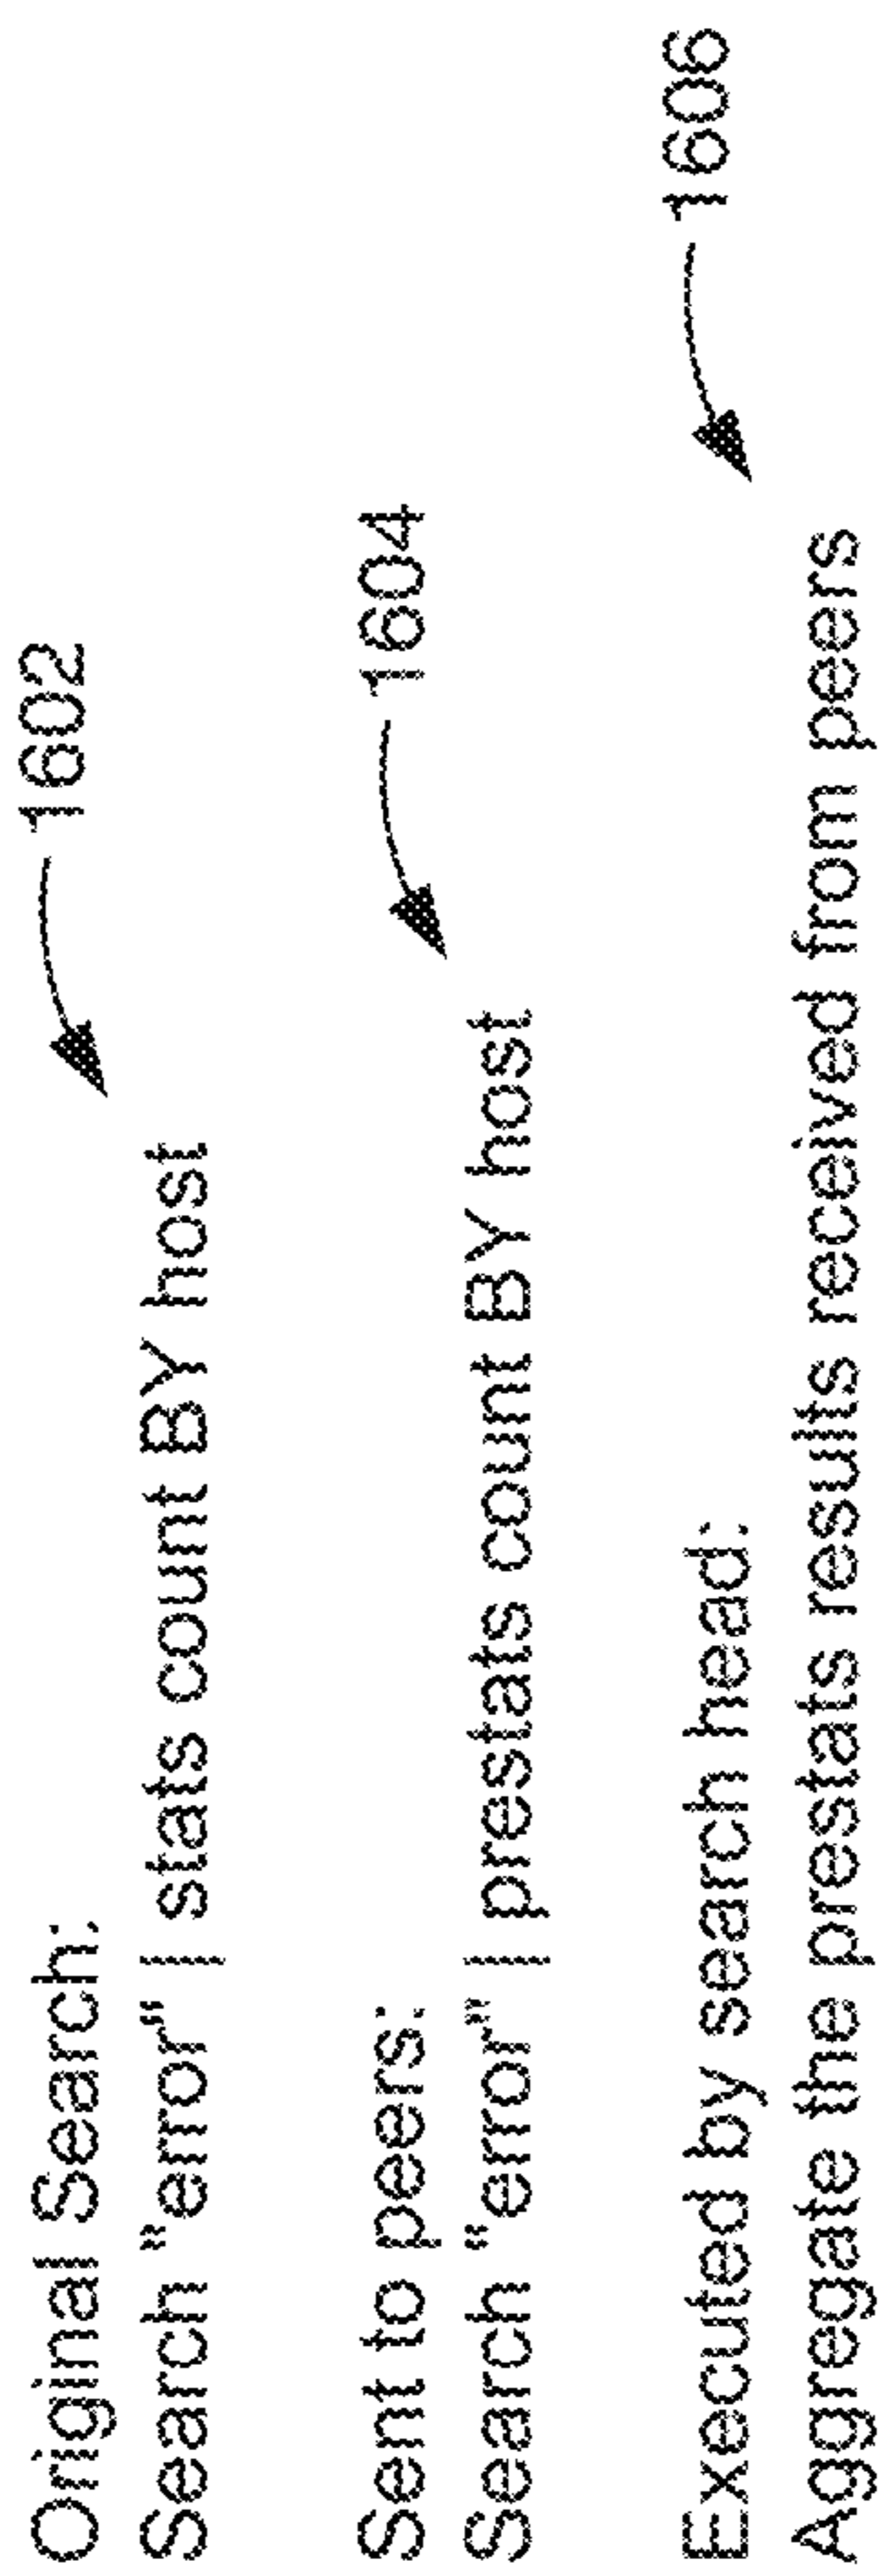 Original Search: 1602
Search "error" | stats count BY host
Sent to peers: 1604
Search "error" | prestats count BY host
Executed by search head: 1606
Aggregate the prestats results received from peers